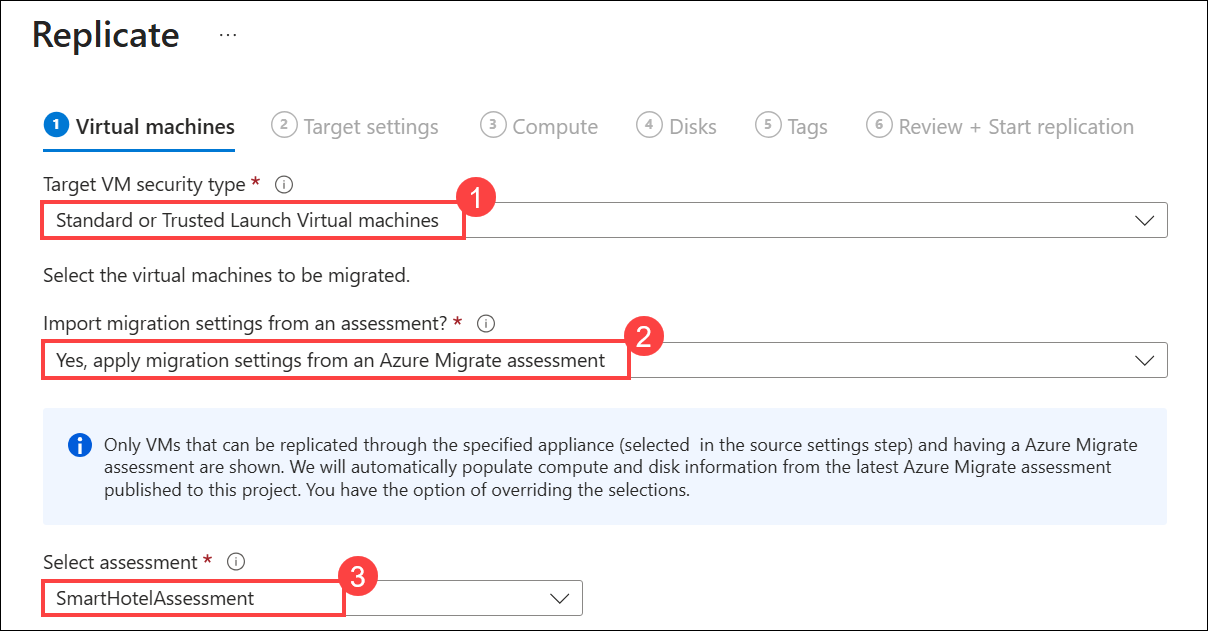 Replicate ...
1 Virtual machines 2 Target settings 3 Compute 4 Disks 5 Tags 6 Review + Start replication
Target VM security type *
1
Standard or Trusted Launch Virtual machines
Select the virtual machines to be migrated.
Import migration settings from an assessment? *
2
Yes, apply migration settings from an Azure Migrate assessment
Only VMs that can be replicated through the specified appliance (selected in the source settings step) and having a Azure Migrate
assessment are shown. We will automatically populate compute and disk information from the latest Azure Migrate assessment
published to this project. You have the option of overriding the selections.
Select assessment *
3
SmartHotelAssessment